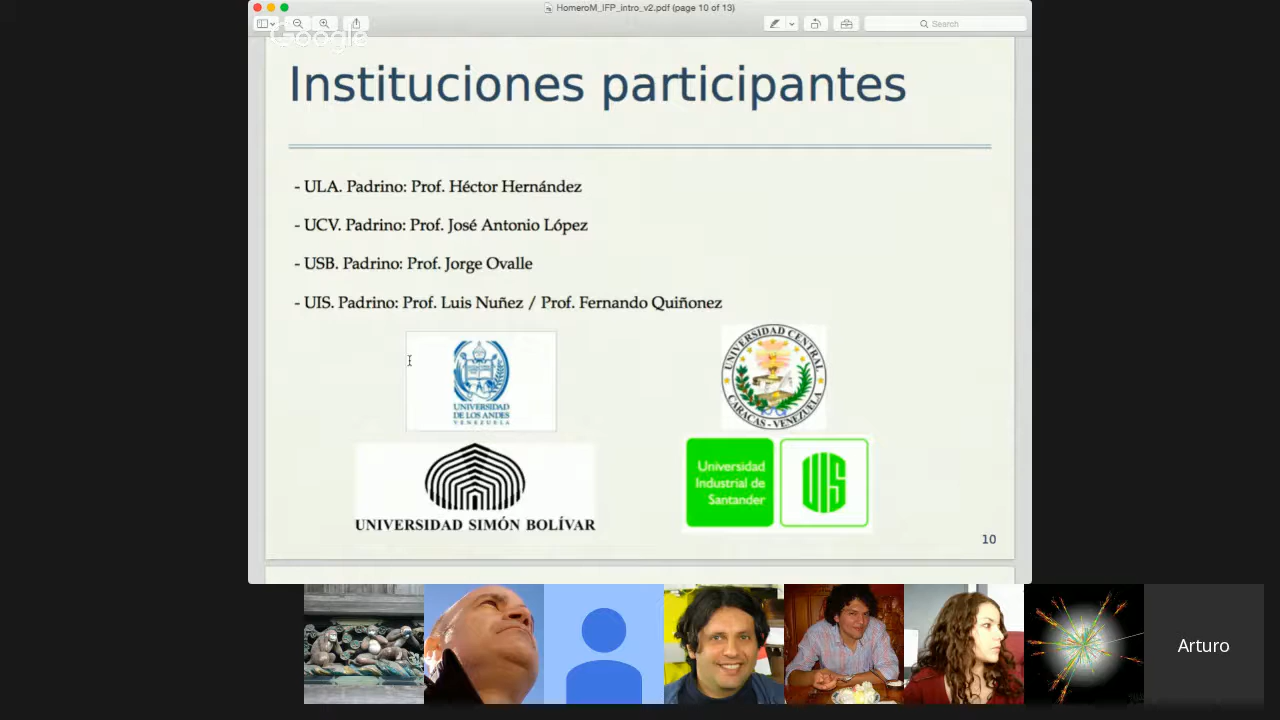 HomeroM_IFP_intro_v2.pdf (page 10 of 13)
Search
Google
Instituciones participantes
- ULA. Padrino: Prof. Héctor Hernández
- UCV. Padrino: Prof. José Antonio López
- USB. Padrino: Prof. Jorge Ovalle
- UIS. Padrino: Prof. Luis Nuñez / Prof. Fernando Quiñonez
UNIVERSIDAD
DE LOS ANDES
VENEZUELA
UNIVERSIDAD CENTRAL
CARACAS - VENEZUELA
UNIVERSIDAD SIMÓN BOLÍVAR
Universidad
Industrial de
Santander
UIS
10
Arturo